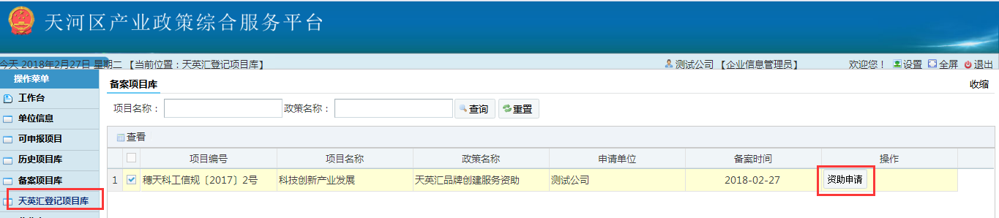 天河区产业政策综合服务平台
今天 2018年2月27日 星期二 【当前位置：天英汇登记项目库】 测试公司 【企业信息管理员】 欢迎您！ 设置 全屏 退出
操作菜单
工作台
单位信息
可申报项目
历史项目库
备案项目库
天英汇登记项目库
备案项目库 收缩
项目名称： 政策名称： 查询 重置
查看
项目编号 项目名称 政策名称 申请单位 备案时间 操作
1 穗天科工信规〔2017〕2号 科技创新产业发展 天英汇品牌创建服务资助 测试公司 2018-02-27 资助申请